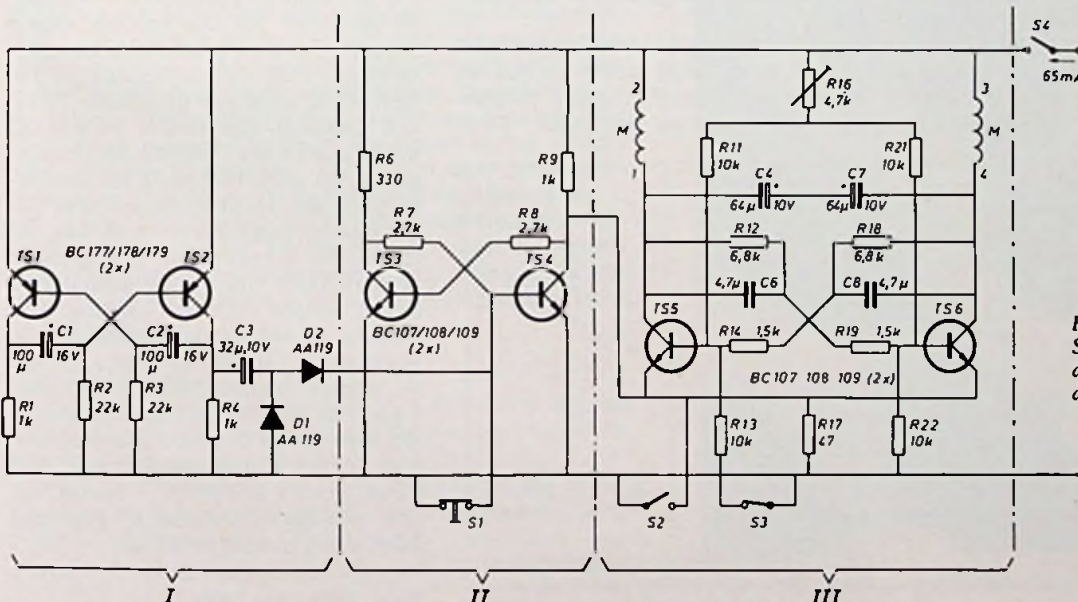 S4
65mA
2
M
1
R16
4,7k
3
M
4
R6
330
R9
1k
R11
10k
R21
10k
C4
64µ
10V
C7
64µ
10V
R7
2,7k
R8
2,7k
R12
6,8k
R18
6,8k
TS1
BC177/178/179
(2x)
TS2
TS3
TS4
BC107/108/109
(2x)
4,7µ
C6
C8
4,7µ
TS5
TS6
R14
1,5k
R19
1,5k
BC107 108 109 (2x)
C1
100
µ
16V
C2
100
µ
16V
C3
32µ,10V
D2
AA119
R1
1k
R2
22k
R3
22k
R4
1k
D1
AA119
R13
10k
R17
47
R22
10k
S1
S2
S3
I
II
III